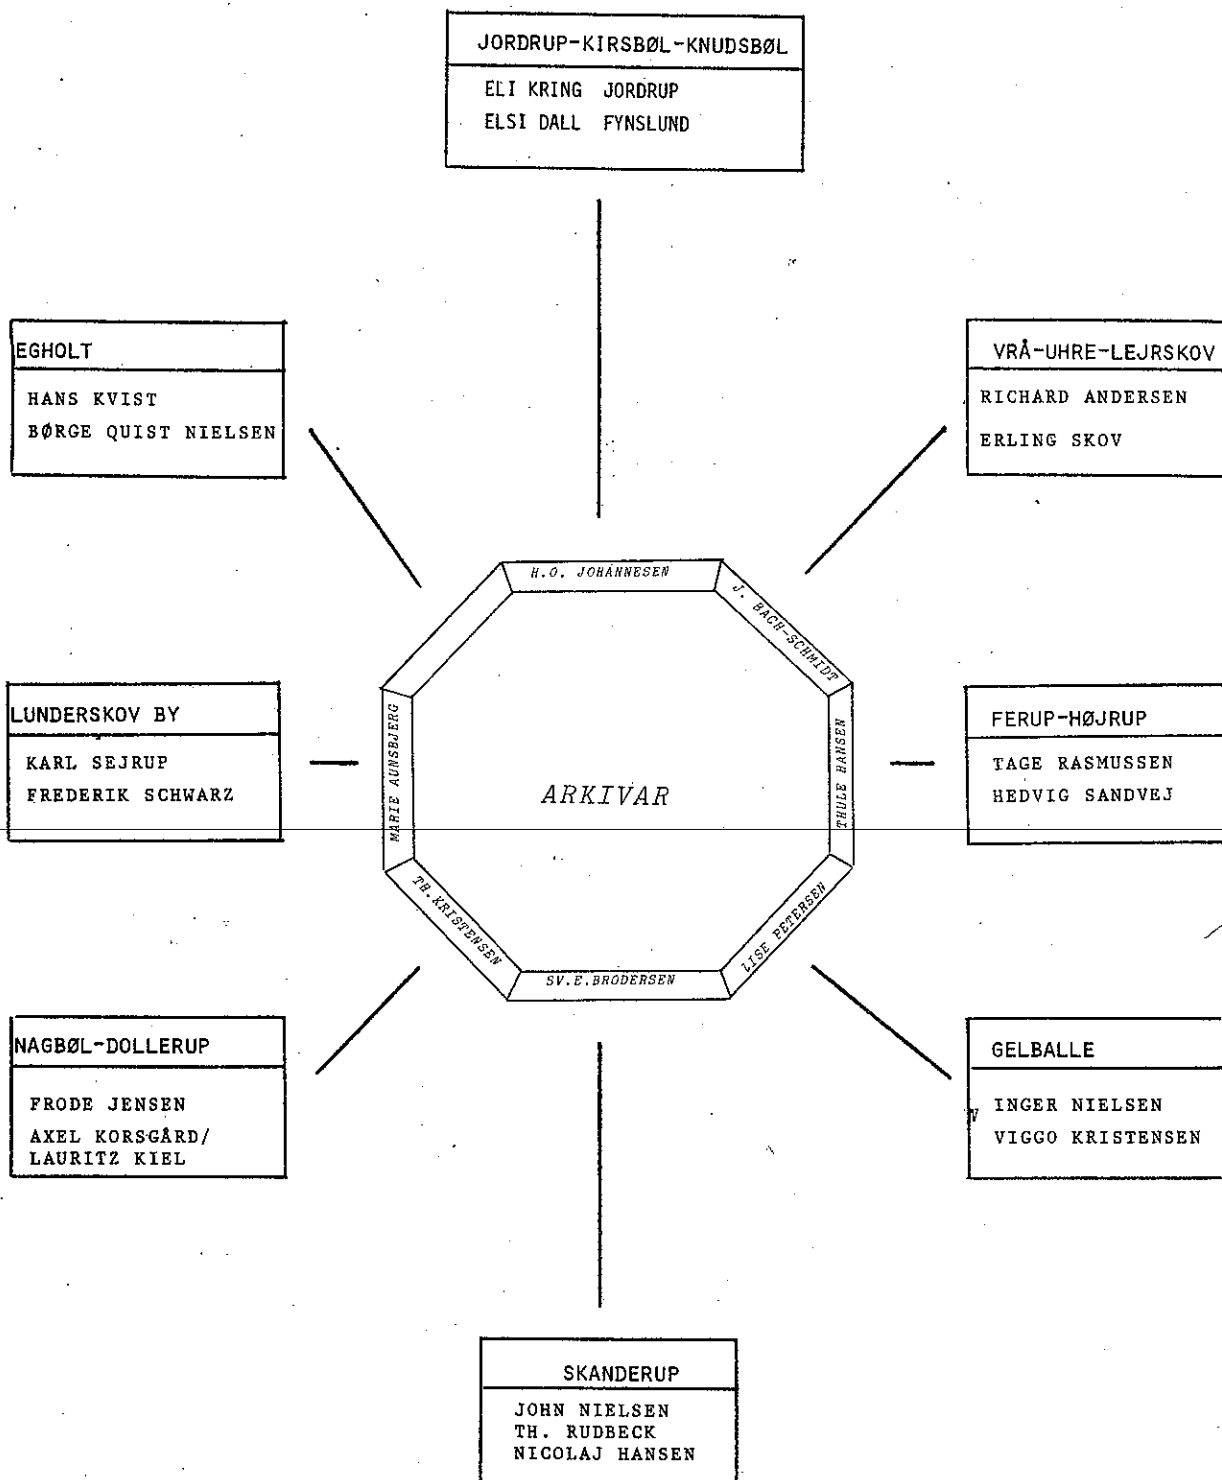 JORDRUP-KIRSBØL-KNUDSBØL
ELI KRING JORDRUP
ELSI DALL FYNSLUND
EGHOLT
HANS KVIST
BØRGE QUIST NIELSEN
VRÅ-UHRE-LEJRSKOV
RICHARD ANDERSEN
ERLING SKOV
H.O. JOHANNESEN
J. BACH-SCHMIDT
LUNDERSKOV BY
KARL SEJRUP
FREDERIK SCHWARZ
MARIE AUNSBJERG
ARKIVAR
THULE HANSEN
FERUP-HØJRUP
TAGE RASMUSSEN
HEDVIG SANDVEJ
TH.KRISTENSEN
SV.E.BRODERSEN
LISE PETERSEN
NAGBØL-DOLLERUP
FRODE JENSEN
AXEL KORSGÅRD/
LAURITZ KIEL
GELBALLE
INGER NIELSEN
VIGGO KRISTENSEN
SKANDERUP
JOHN NIELSEN
TH. RUDBECK
NICOLAJ HANSEN